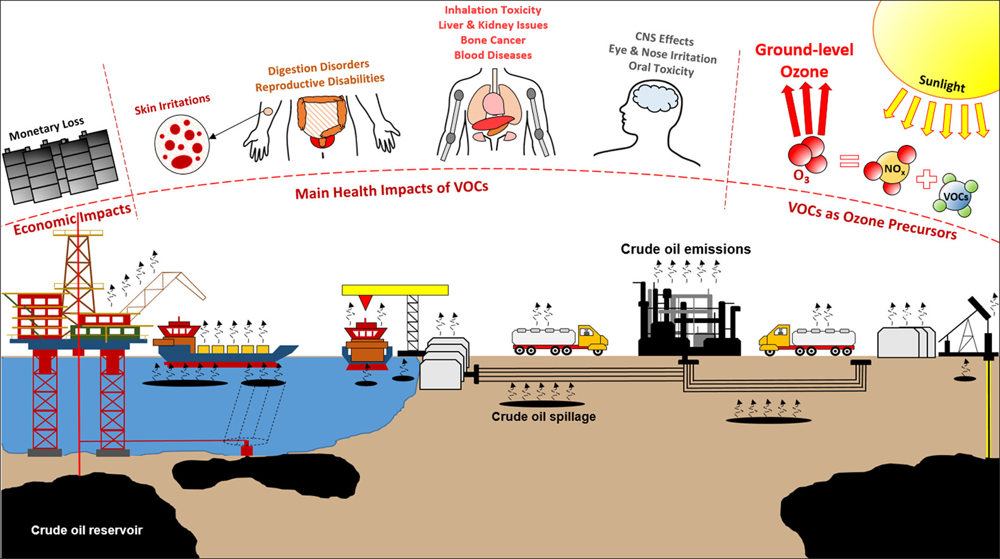 Inhalation Toxicity
Liver & Kidney Issues
Bone Cancer
Blood Diseases
CNS Effects
Eye & Nose Irritation
Oral Toxicity
Ground-level
Ozone
Sunlight
Digestion Disorders
Reproductive Disabilities
Skin Irritations
Monetary Loss
O₃
NOₓ
VOCs
Economic Impacts
Main Health Impacts of VOCs
VOCs as Ozone Precursors
Crude oil emissions
Crude oil spillage
Crude oil reservoir